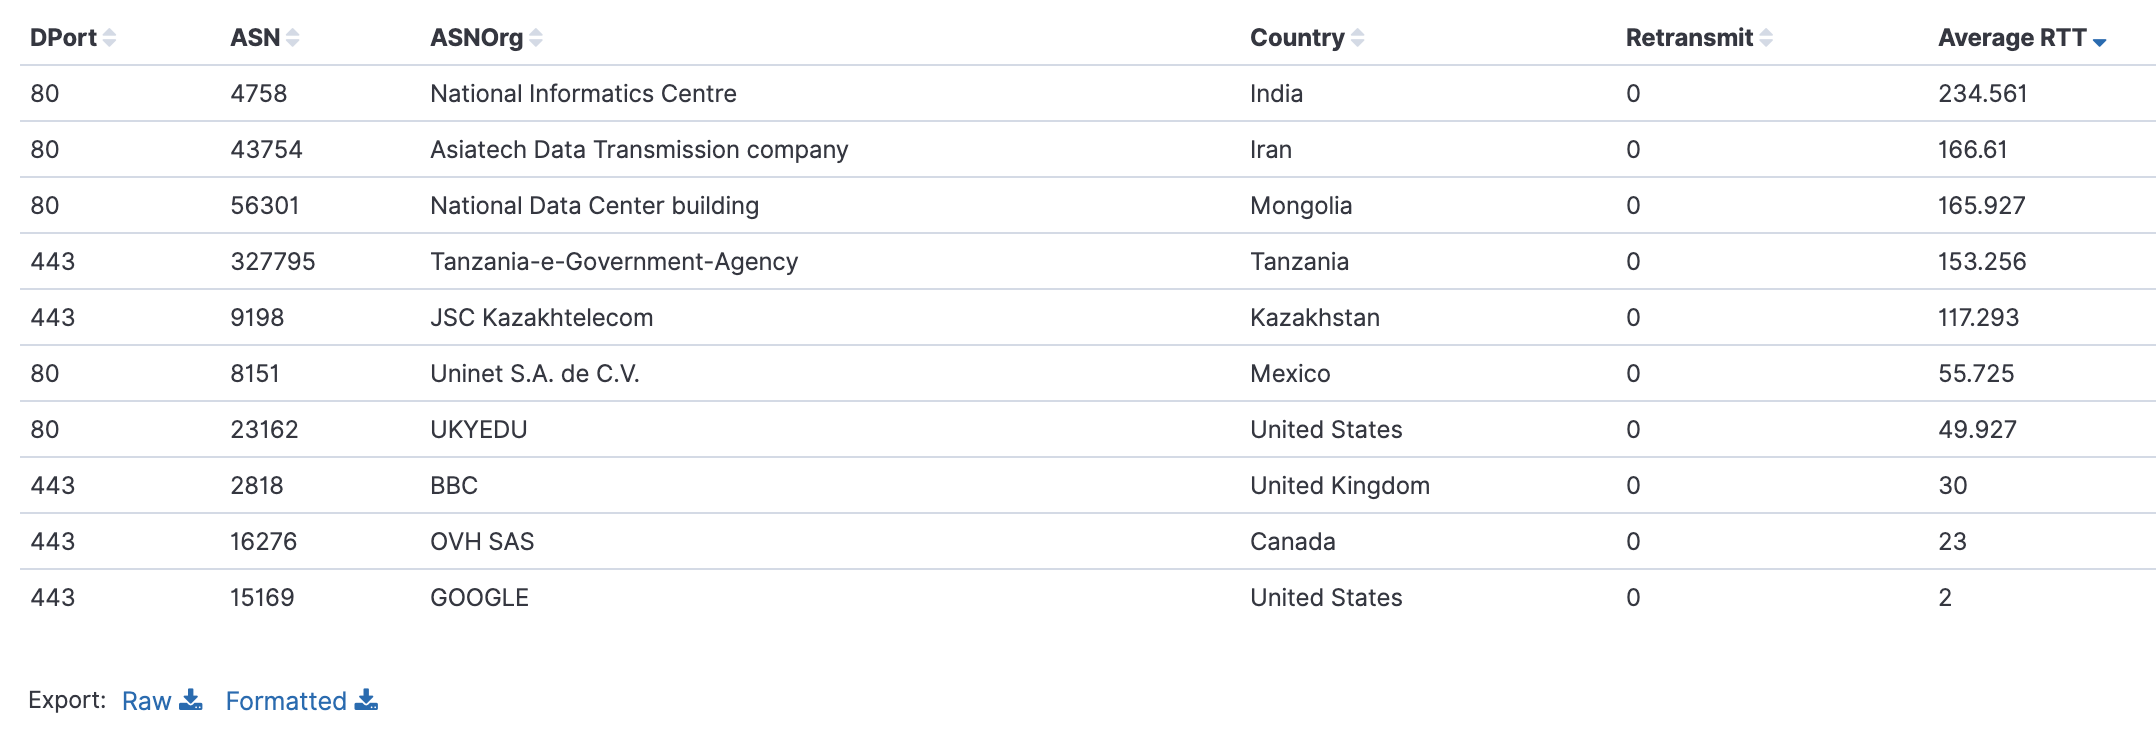 DPort ASN ASNOrg Country Retransmit Average RTT
80 4758 National Informatics Centre India 0 234.561
80 43754 Asiatech Data Transmission company Iran 0 166.61
80 56301 National Data Center building Mongolia 0 165.927
443 327795 Tanzania-e-Government-Agency Tanzania 0 153.256
443 9198 JSC Kazakhtelecom Kazakhstan 0 117.293
80 8151 Uninet S.A. de C.V. Mexico 0 55.725
80 23162 UKYEDU United States 0 49.927
443 2818 BBC United Kingdom 0 30
443 16276 OVH SAS Canada 0 23
443 15169 GOOGLE United States 0 2
Export: Raw Formatted